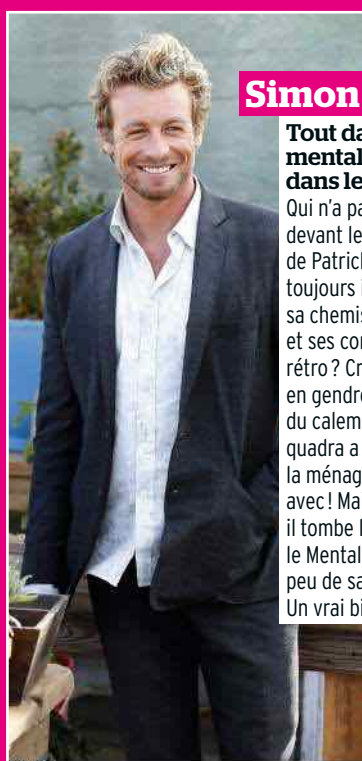 Simon
Tout da
mental
dans le
Qui n'a pa
devant le
de Patrick
toujours i
sa chemis
et ses cor
rétro ? Cr
en gendre
du calem
quadra a
la ménag
avec ! Ma
il tombe l
le Mental
peu de sa
Un vrai bi